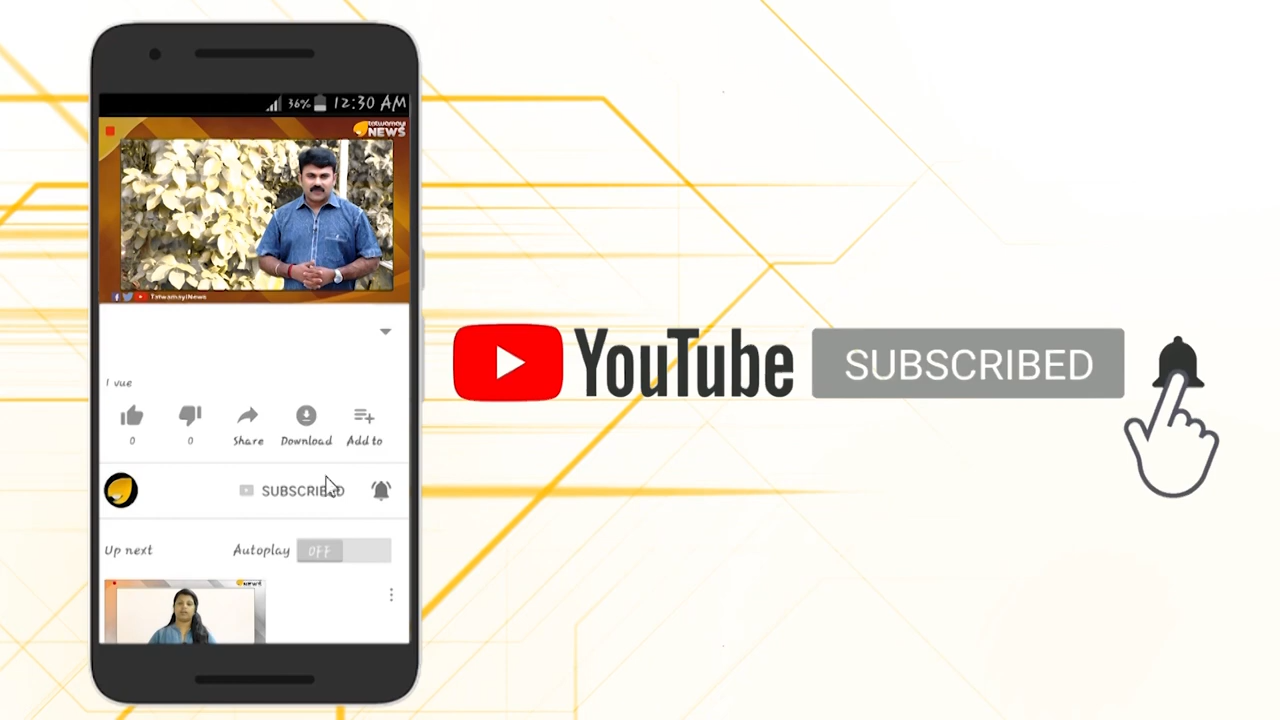 36% 12:30 AM
tatwamayi
NEWS
TatwamayiNews
1 vue
0 0 Share Download Add to
SUBSCRIBED
Up next Autoplay OFF
NEWS
YouTube SUBSCRIBED